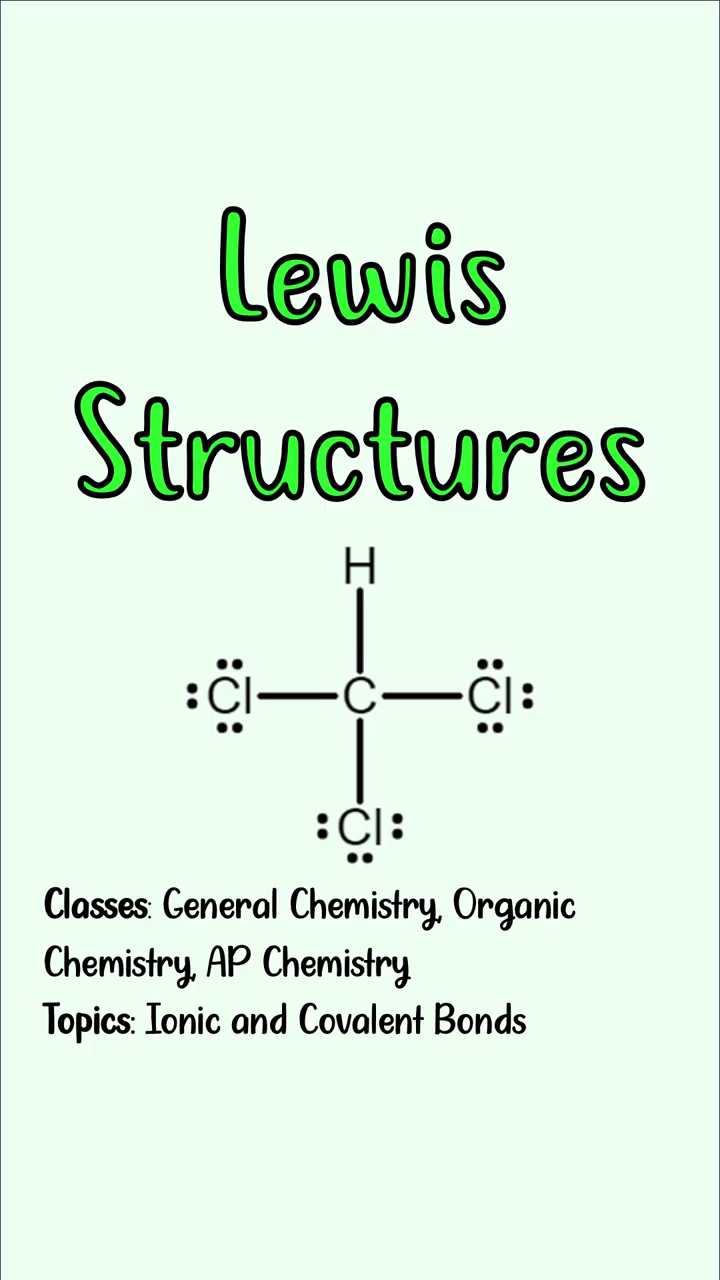 Lewis
Structures
H
:Cl—C—Cl:
:Cl:
Classes: General Chemistry, Organic
Chemistry, AP Chemistry
Topics: Ionic and Covalent Bonds